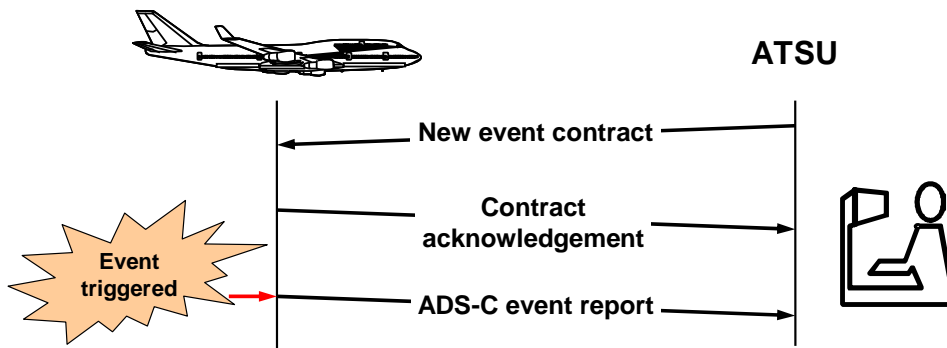 ATSU
New event contract
Contract
acknowledgement
Event
triggered
ADS-C event report